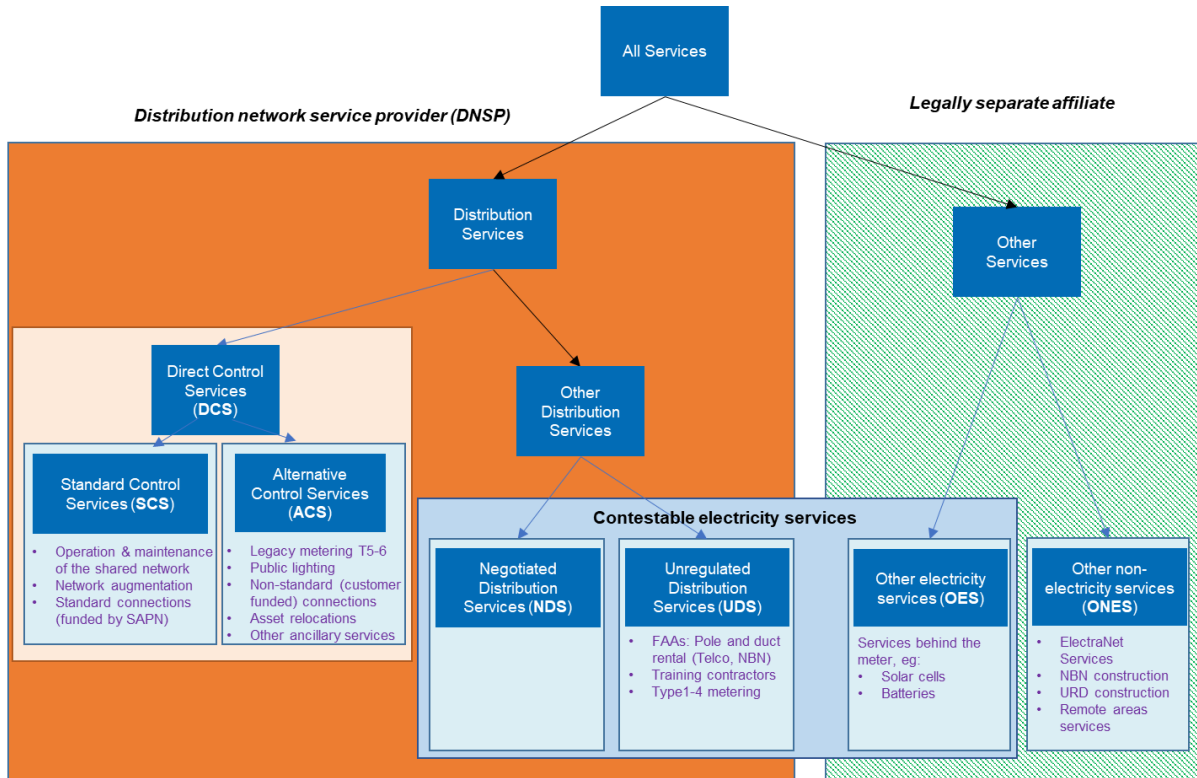 All Services
Distribution network service provider (DNSP)
Legally separate affiliate
Distribution
Services
Other
Services
Direct Control
Services
(DCS)
Other
Distribution
Services
Standard Control
Services (SCS)
• Operation & maintenance
of the shared network
• Network augmentation
• Standard connections
(funded by SAPN)
Alternative
Control Services
(ACS)
• Legacy metering T5-6
• Public lighting
• Non-standard (customer
funded) connections
• Asset relocations
• Other ancillary services
Contestable electricity services
Negotiated
Distribution
Services (NDS)
Unregulated
Distribution
Services (UDS)
• FAAs: Pole and duct
rental (Telco, NBN)
• Training contractors
• Type1-4 metering
Other electricity
services (OES)
Services behind the
meter, eg:
• Solar cells
• Batteries
Other non-
electricity services
(ONES)
• ElectraNet
Services
• NBN construction
• URD construction
• Remote areas
services